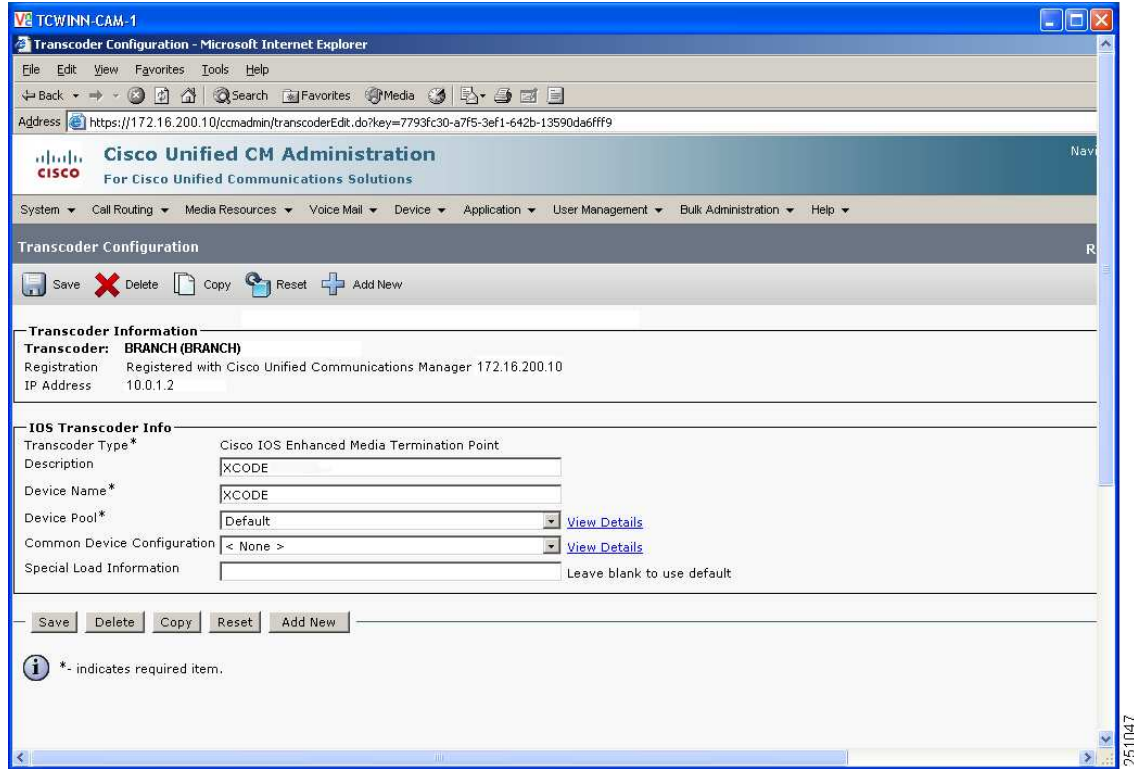 TCWINN-CAM-1
Transcoder Configuration - Microsoft Internet Explorer
File Edit View Favorites Tools Help
Back Search Favorites Media
Address https://172.16.200.10/ccmadmin/transcoderEdit.do?key=7793fc30-a7f5-3ef1-642b-13590da6fff9
CISCO Cisco Unified CM Administration Navi
For Cisco Unified Communications Solutions
System Call Routing Media Resources Voice Mail Device Application User Management Bulk Administration Help
Transcoder Configuration R
Save Delete Copy Reset Add New
Transcoder Information
Transcoder: BRANCH (BRANCH)
Registration Registered with Cisco Unified Communications Manager 172.16.200.10
IP Address 10.0.1.2
IOS Transcoder Info
Transcoder Type* Cisco IOS Enhanced Media Termination Point
Description XCODE
Device Name* XCODE
Device Pool* Default View Details
Common Device Configuration < None > View Details
Special Load Information Leave blank to use default
Save Delete Copy Reset Add New
i *- indicates required item.
251047